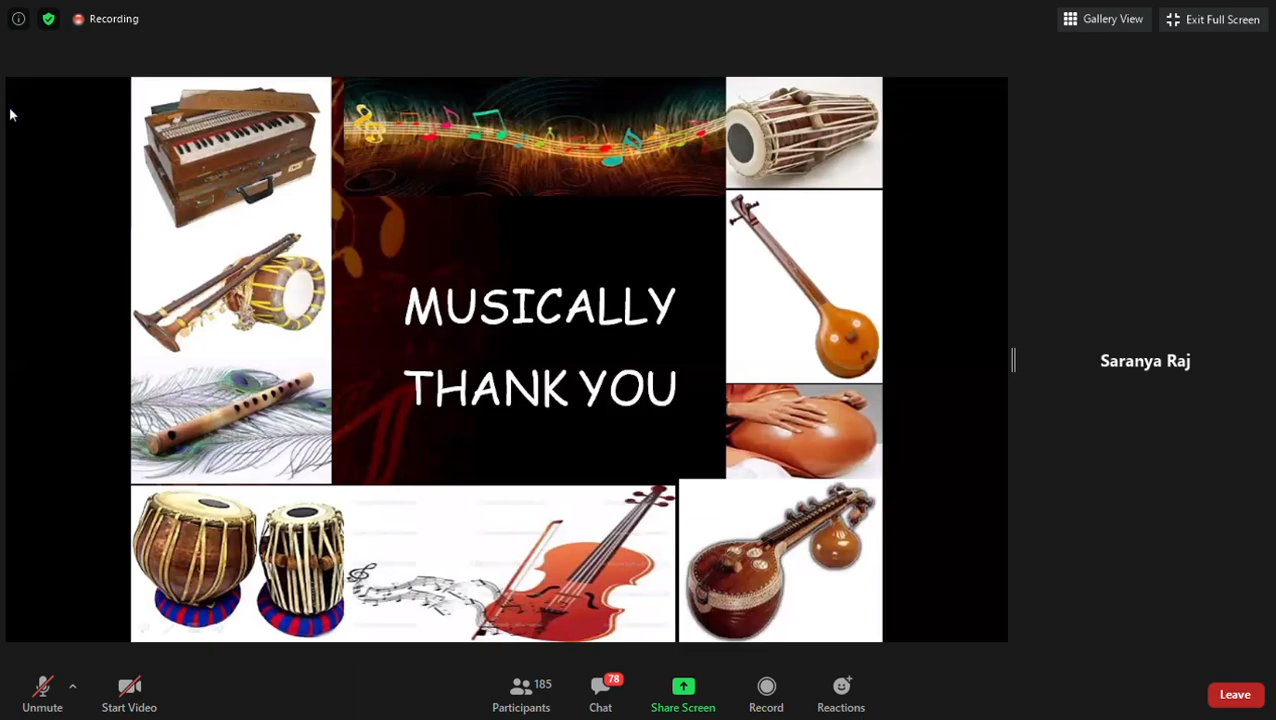 Recording
Gallery View
Exit Full Screen
MUSICALLY
THANK YOU
Saranya Raj
Unmute
Start Video
185
Participants
78
Chat
Share Screen
Record
Reactions
Leave